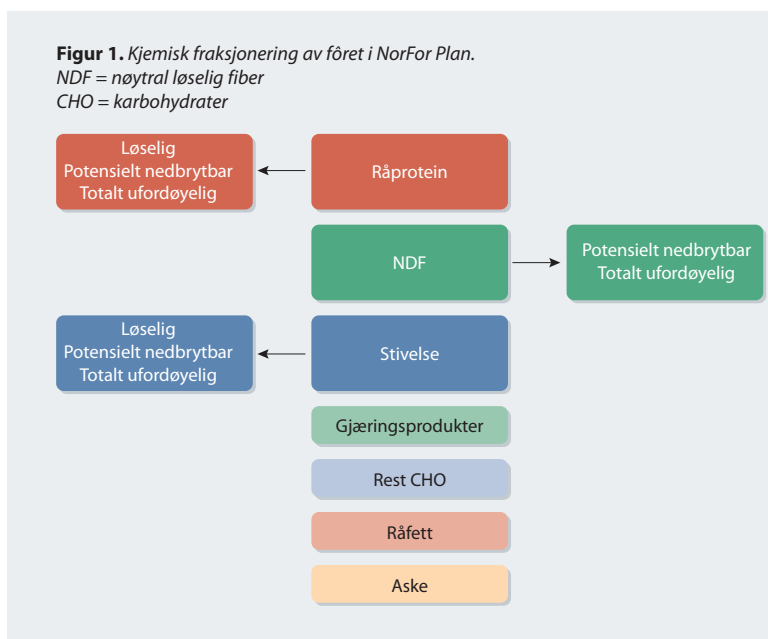 Figur 1. Kjemisk fraksjonering av fôret i NorFor Plan.
NDF = nøytral løselig fiber
CHO = karbohydrater
Løselig
Potensielt nedbrytbar
Totalt ufordøyelig
Råprotein
NDF
Potensielt nedbrytbar
Totalt ufordøyelig
Løselig
Potensielt nedbrytbar
Totalt ufordøyelig
Stivelse
Gjæringsprodukter
Rest CHO
Råfett
Aske